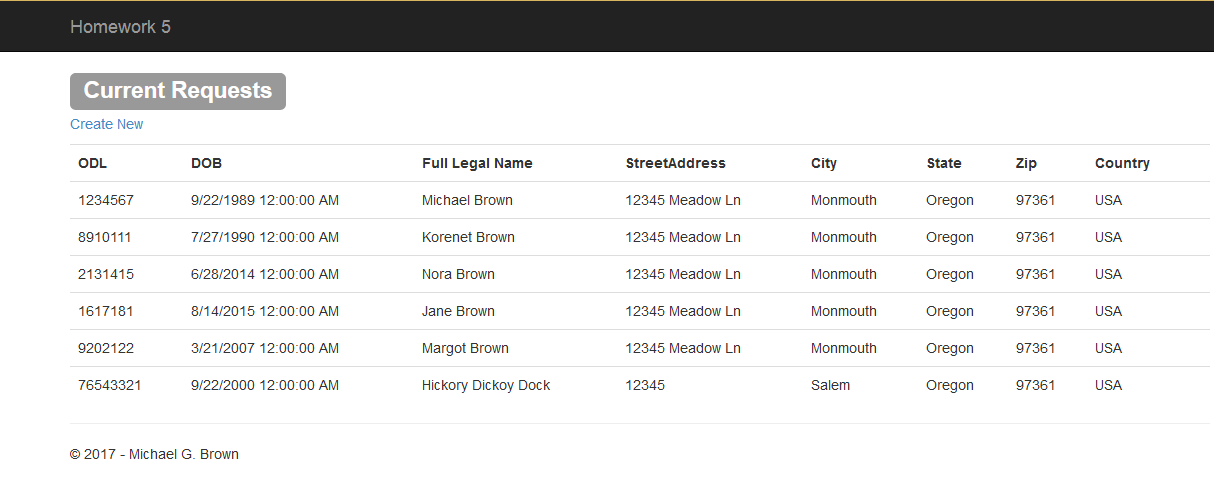 Homework 5
Current Requests
Create New
ODL DOB Full Legal Name StreetAddress City State Zip Country
1234567 9/22/1989 12:00:00 AM Michael Brown 12345 Meadow Ln Monmouth Oregon 97361 USA
8910111 7/27/1990 12:00:00 AM Korenet Brown 12345 Meadow Ln Monmouth Oregon 97361 USA
2131415 6/28/2014 12:00:00 AM Nora Brown 12345 Meadow Ln Monmouth Oregon 97361 USA
1617181 8/14/2015 12:00:00 AM Jane Brown 12345 Meadow Ln Monmouth Oregon 97361 USA
9202122 3/21/2007 12:00:00 AM Margot Brown 12345 Meadow Ln Monmouth Oregon 97361 USA
76543321 9/22/2000 12:00:00 AM Hickory Dickoy Dock 12345 Salem Oregon 97361 USA
© 2017 - Michael G. Brown